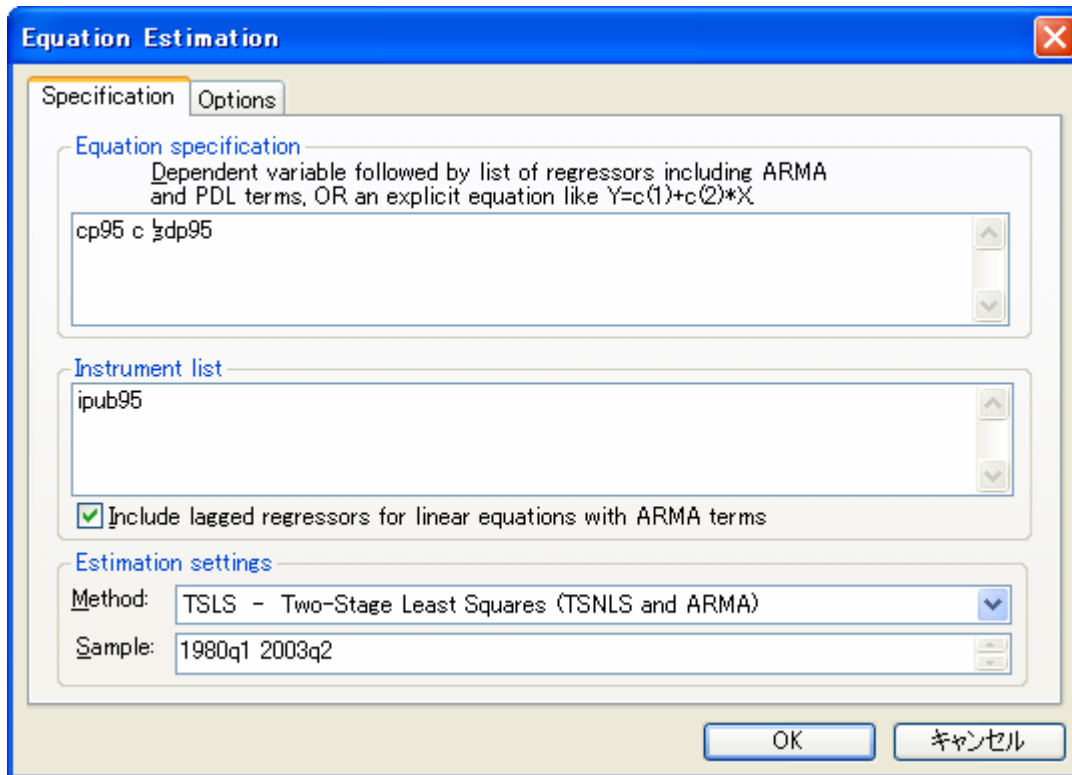 Equation Estimation
Specification
Options
Equation specification
Dependent variable followed by list of regressors including ARMA
and PDL terms, OR an explicit equation like Y=c(1)+c(2)*X.
cp95 c
Instrument list
ipub95
Include lagged regressors for linear equations with ARMA terms
Estimation settings
Method:
TSLS - Two-Stage Least Squares (TSNLS and ARMA)
Sample:
1980q1 2003q2
OK
キャンセル